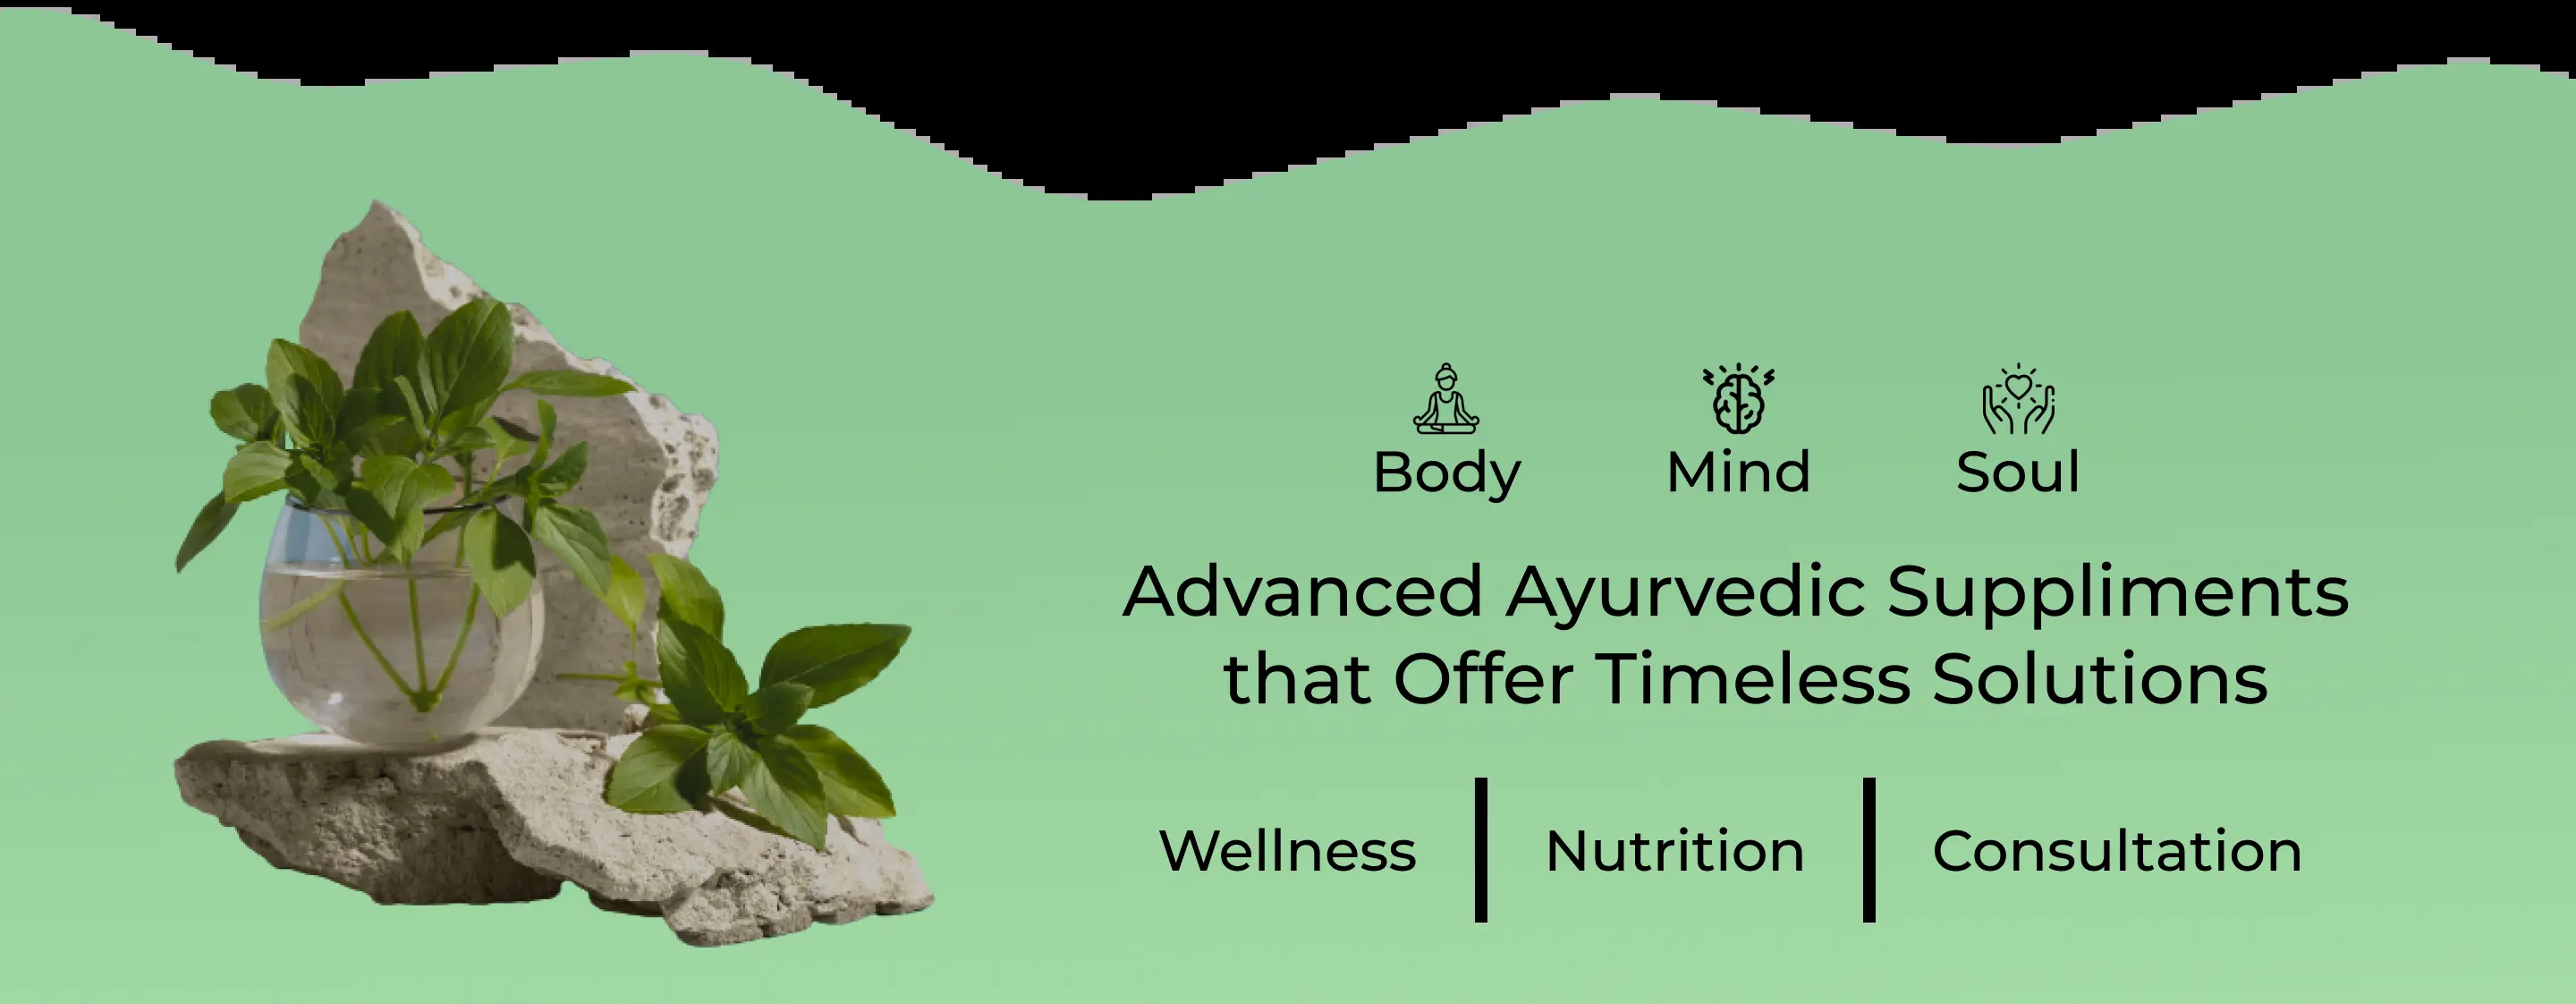 Body Mind Soul
Advanced Ayurvedic Suppliments
that Offer Timeless Solutions
Wellness Nutrition Consultation